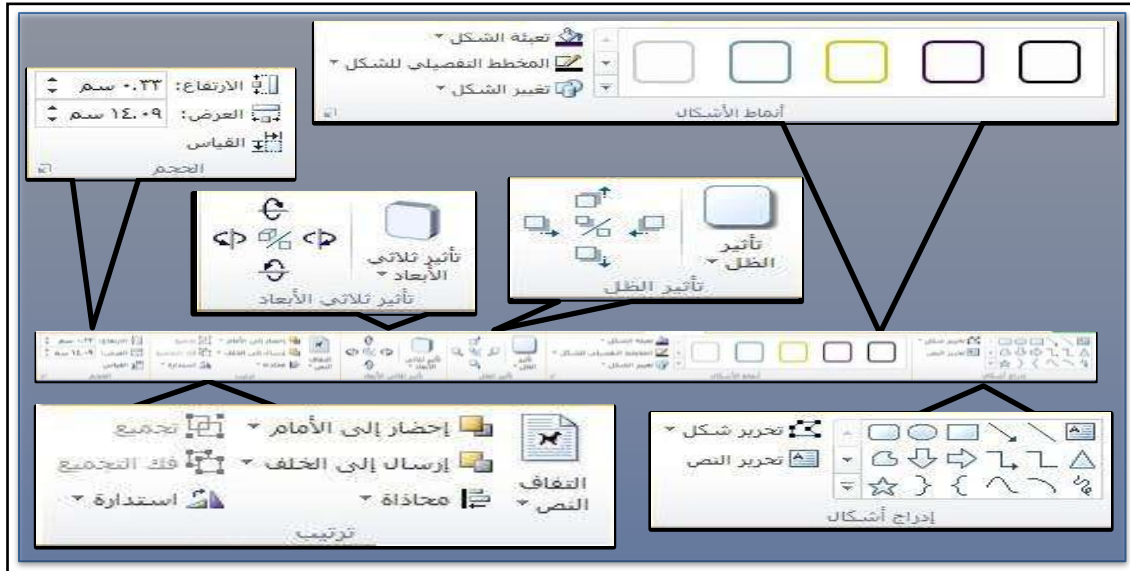 تعبئة الشكل
المخطط التفصيلي للشكل
تغيير الشكل
أنماط الأشكال
الارتفاع: ٠.٣٣ سم
العرض: ١٤.٠٩ سم
القياس
الحجم
تأثير الظل
تأثير الظل
تأثير ثلاثي الأبعاد
تأثير ثلاثي الأبعاد
تحرير شكل
تحرير النص
إدراج أشكال
التفاف النص
إحضار إلى الأمام
تجميع
إرسال إلى الخلف
فك التجميع
محاذاة
استدارة
ترتيب